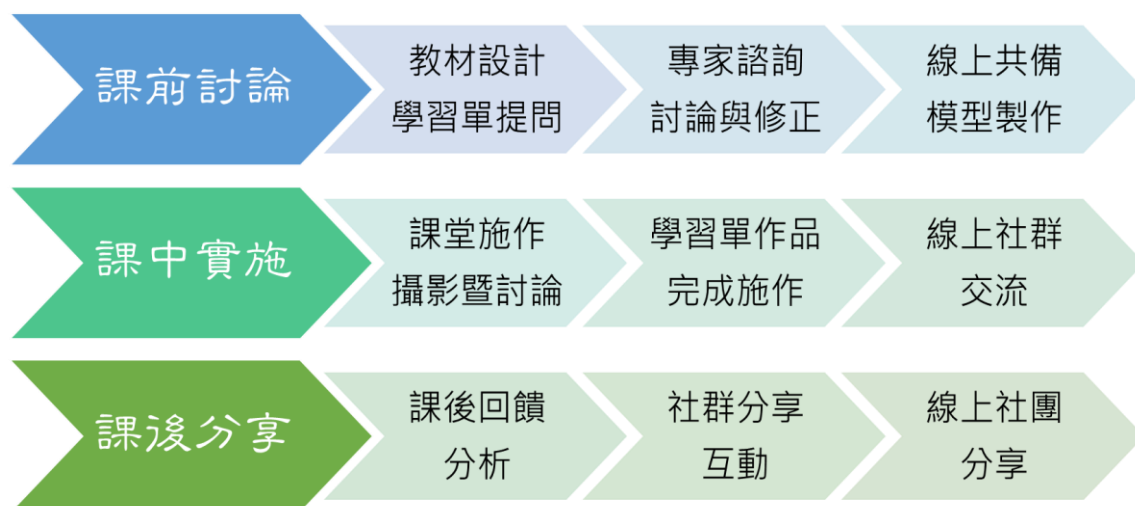 課前討論
教材設計
學習單提問
專家諮詢
討論與修正
線上共備
模型製作
課中實施
課堂施作
攝影暨討論
學習單作品
完成施作
線上社群
交流
課後分享
課後回饋
分析
社群分享
互動
線上社團
分享